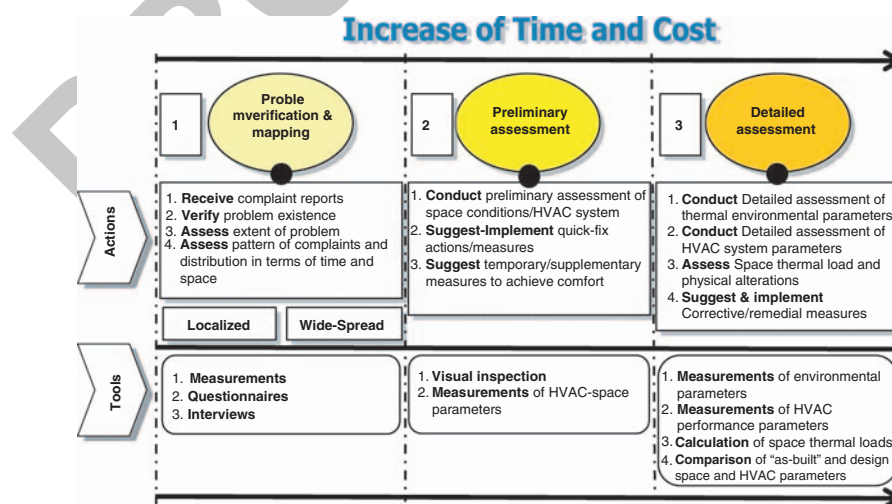 Increase of Time and Cost
1
Proble
mverification &
mapping
2
Preliminary
assessment
3
Detailed
assessment
Actions
1. Receive complaint reports
2. Verify problem existence
3. Assess extent of problem
4. Assess pattern of complaints and
distribution in terms of time and
space
Localized
Wide-Spread
1. Conduct preliminary assessment of
space conditions/HVAC system
2. Suggest-Implement quick-fix
actions/measures
3. Suggest temporary/supplementary
measures to achieve comfort
1. Conduct Detailed assessment of
thermal environmental parameters
2. Conduct Detailed assessment of
HVAC system parameters
3. Assess Space thermal load and
physical alterations
4. Suggest & implement
Corrective/remedial measures
Tools
1. Measurements
2. Questionnaires
3. Interviews
1. Visual inspection
2. Measurements of HVAC-space
parameters
1. Measurements of environmental
parameters
2. Measurements of HVAC
performance parameters
3. Calculation of space thermal loads
4. Comparison of “as-built” and design
space and HVAC parameters